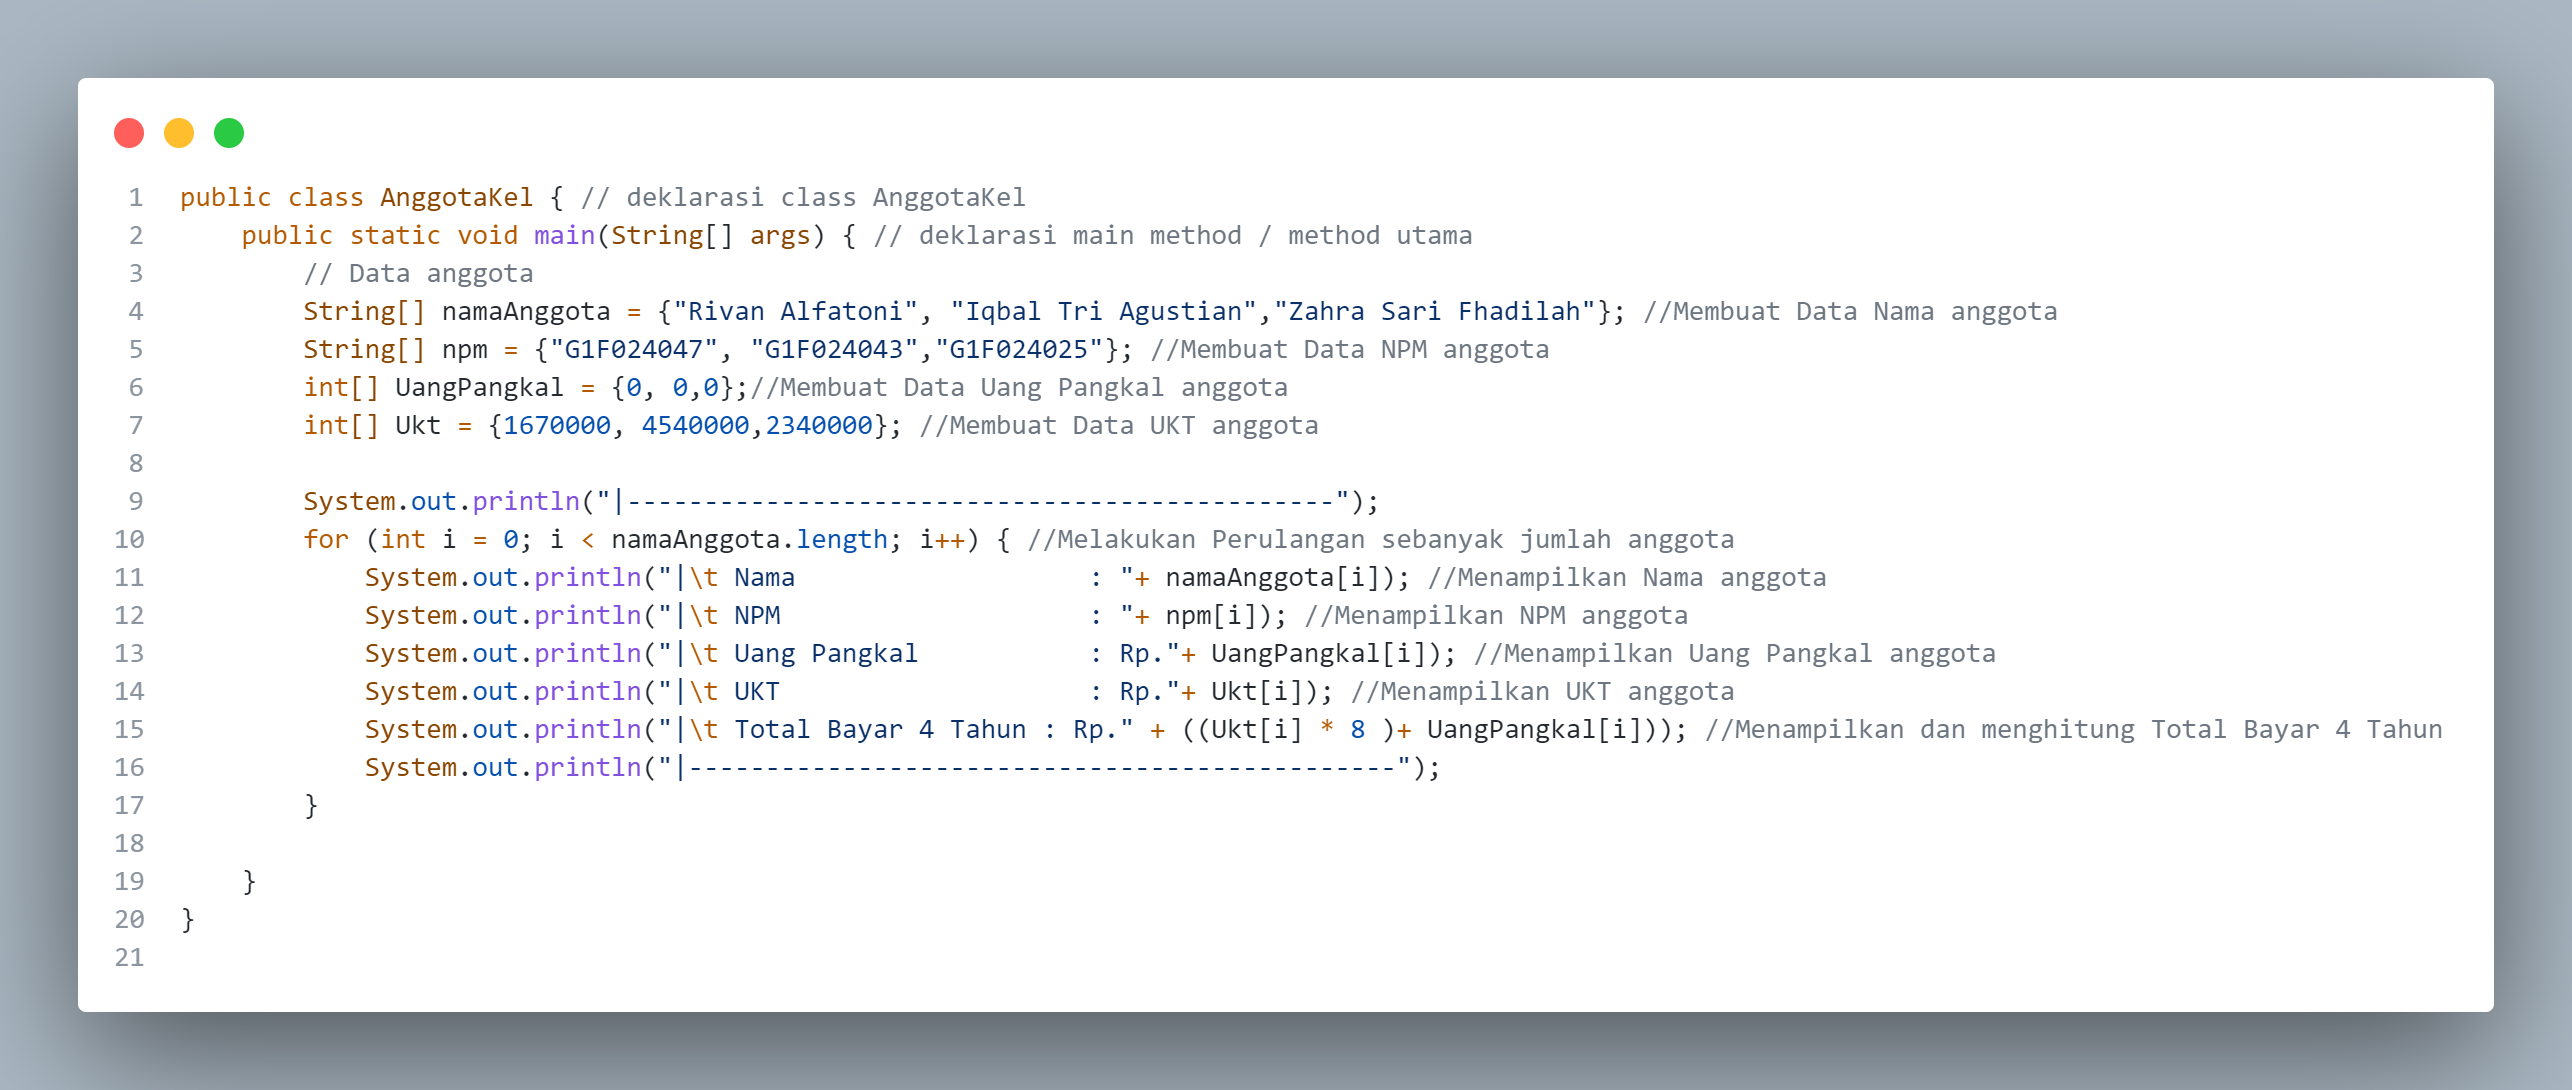 1 public class AnggotaKel { // deklarasi class AnggotaKel
2     public static void main(String[] args) { // deklarasi main method / method utama
3         // Data anggota
4         String[] namaAnggota = {"Rivan Alfatoni", "Iqbal Tri Agustian","Zahra Sari Fhadilah"}; //Membuat Data Nama anggota
5         String[] npm = {"G1F024047", "G1F024043","G1F024025"}; //Membuat Data NPM anggota
6         int[] UangPangkal = {0, 0,0};//Membuat Data Uang Pangkal anggota
7         int[] Ukt = {1670000, 4540000,2340000}; //Membuat Data UKT anggota
8
9         System.out.println("|----------------------------------------------");
10         for (int i = 0; i < namaAnggota.length; i++) { //Melakukan Perulangan sebanyak jumlah anggota
11             System.out.println("|\t Nama                   : "+ namaAnggota[i]); //Menampilkan Nama anggota
12             System.out.println("|\t NPM                    : "+ npm[i]); //Menampilkan NPM anggota
13             System.out.println("|\t Uang Pangkal           : Rp."+ UangPangkal[i]); //Menampilkan Uang Pangkal anggota
14             System.out.println("|\t UKT                    : Rp."+ Ukt[i]); //Menampilkan UKT anggota
15             System.out.println("|\t Total Bayar 4 Tahun : Rp." + ((Ukt[i] * 8 )+ UangPangkal[i])); //Menampilkan dan menghitung Total Bayar 4 Tahun
16             System.out.println("|----------------------------------------------");
17         }
18
19     }
20 }
21